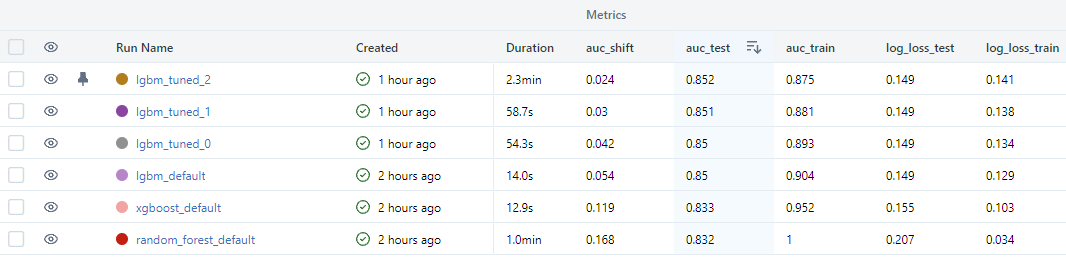 Metrics
Run Name Created Duration auc_shift auc_test auc_train log_loss_test log_loss_train
lgbm_tuned_2 1 hour ago 2.3min 0.024 0.852 0.875 0.149 0.141
lgbm_tuned_1 1 hour ago 58.7s 0.03 0.851 0.881 0.149 0.138
lgbm_tuned_0 1 hour ago 54.3s 0.042 0.85 0.893 0.149 0.134
lgbm_default 2 hours ago 14.0s 0.054 0.85 0.904 0.149 0.129
xgboost_default 2 hours ago 12.9s 0.119 0.833 0.952 0.155 0.103
random_forest_default 2 hours ago 1.0min 0.168 0.832 1 0.207 0.034